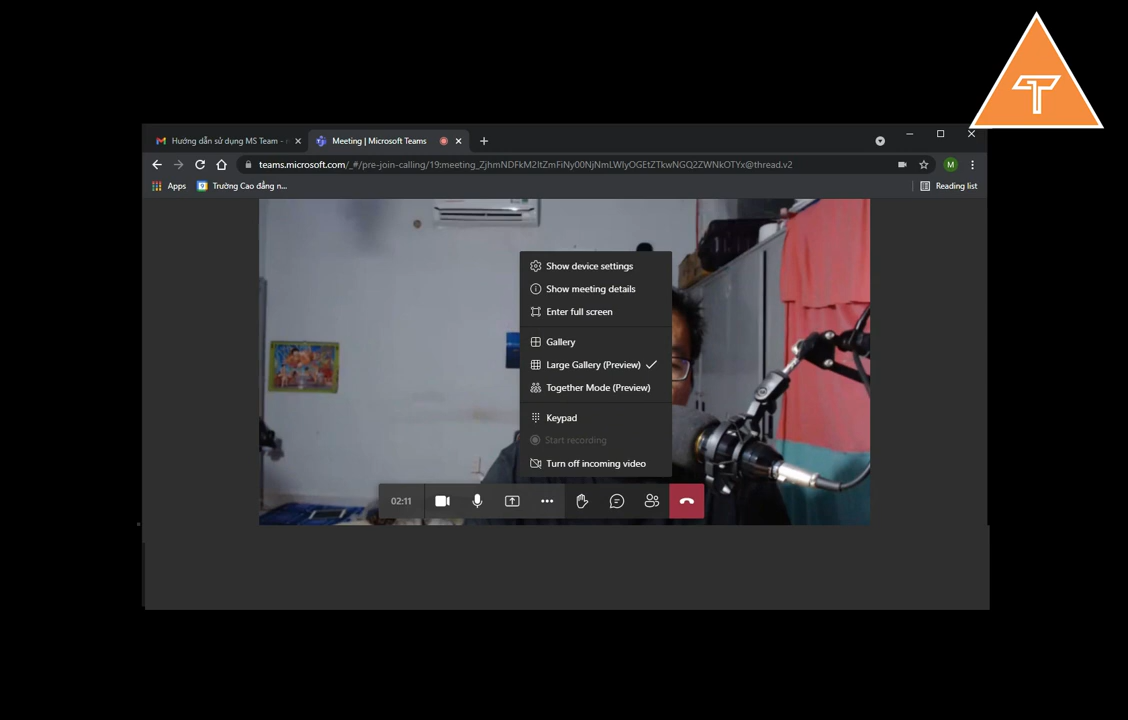 Hướng dẫn sử dụng MS Team -
Meeting | Microsoft Teams
teams.microsoft.com/_#/pre-join-calling/19:meeting_ZjhmNDFkM2ItZmFiNy00NjNmLWIyOGEtZTkwNGQ2ZWNkOTYx@thread.v2
M
Apps
Trường Cao đẳng n...
Reading list
T
Show device settings
Show meeting details
Enter full screen
Gallery
Large Gallery (Preview)
Together Mode (Preview)
Keypad
Start recording
Turn off incoming video
02:11